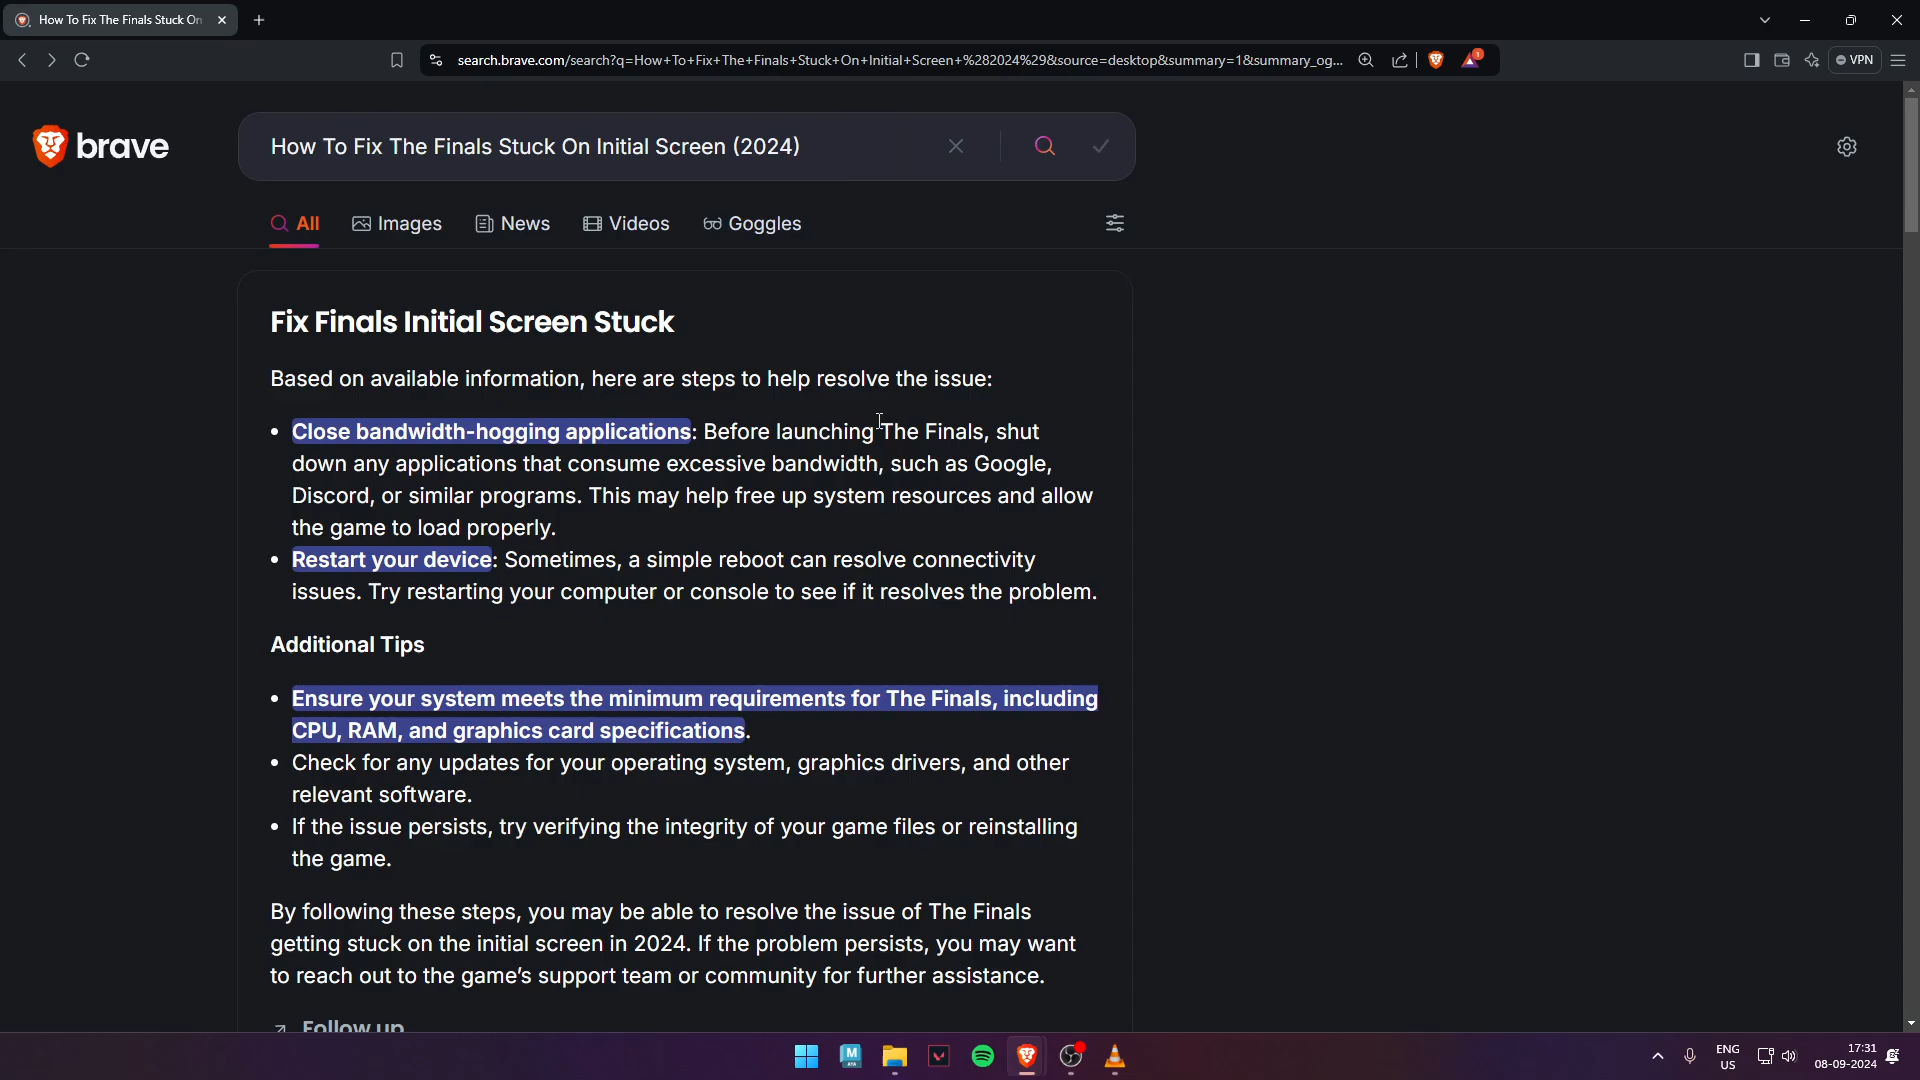 How To Fix The Finals Stuck On
search.brave.com/search?q=How+To+Fix+The+Finals+Stuck+On+Initial+Screen+%282024%29&source=desktop&summary=1&summary_og...
1
VPN
brave
How To Fix The Finals Stuck On Initial Screen (2024)
All
Images
News
Videos
Goggles
Fix Finals Initial Screen Stuck
Based on available information, here are steps to help resolve the issue:
• Close bandwidth-hogging applications: Before launching The Finals, shut
down any applications that consume excessive bandwidth, such as Google,
Discord, or similar programs. This may help free up system resources and allow
the game to load properly.
• Restart your device: Sometimes, a simple reboot can resolve connectivity
issues. Try restarting your computer or console to see if it resolves the problem.
Additional Tips
• Ensure your system meets the minimum requirements for The Finals, including
CPU, RAM, and graphics card specifications.
• Check for any updates for your operating system, graphics drivers, and other
relevant software.
• If the issue persists, try verifying the integrity of your game files or reinstalling
the game.
By following these steps, you may be able to resolve the issue of The Finals
getting stuck on the initial screen in 2024. If the problem persists, you may want
to reach out to the game's support team or community for further assistance.
Follow up
M
ENG
US
17:31
08-09-2024